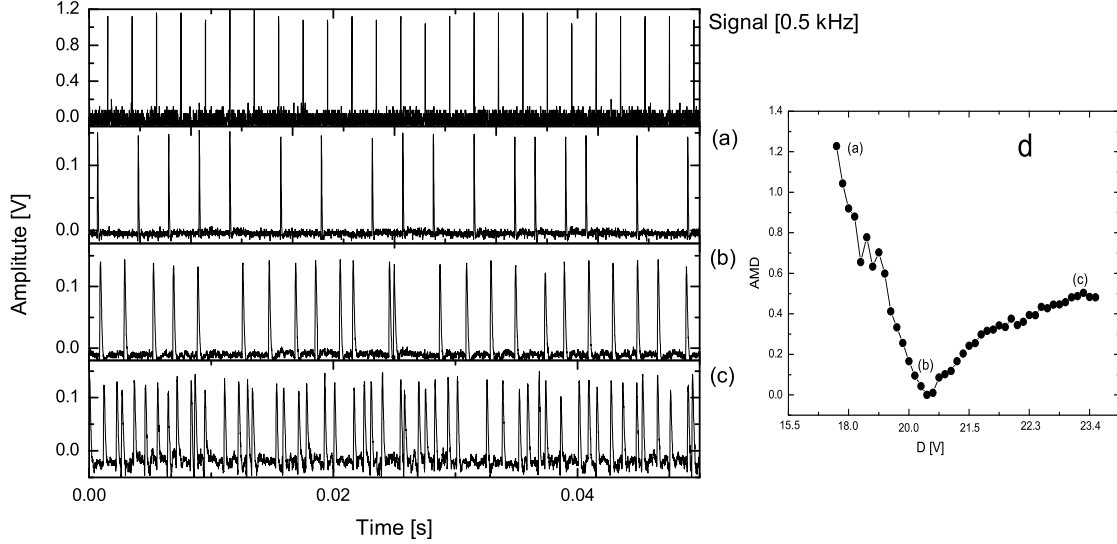 Signal [0.5 kHz]
1.2
0.8
0.4
0.0
(a)
0.1
0.0
(b)
0.1
0.0
(c)
0.1
0.0
0.00 0.02 0.04
Time [s]
Amplitute [V]
d
1.4
1.2
1.0
0.8
0.6
0.4
0.2
0.0
(a)
(b)
(c)
15.5 18.0 20.0 21.5 22.3 23.4
D [V]
AMD